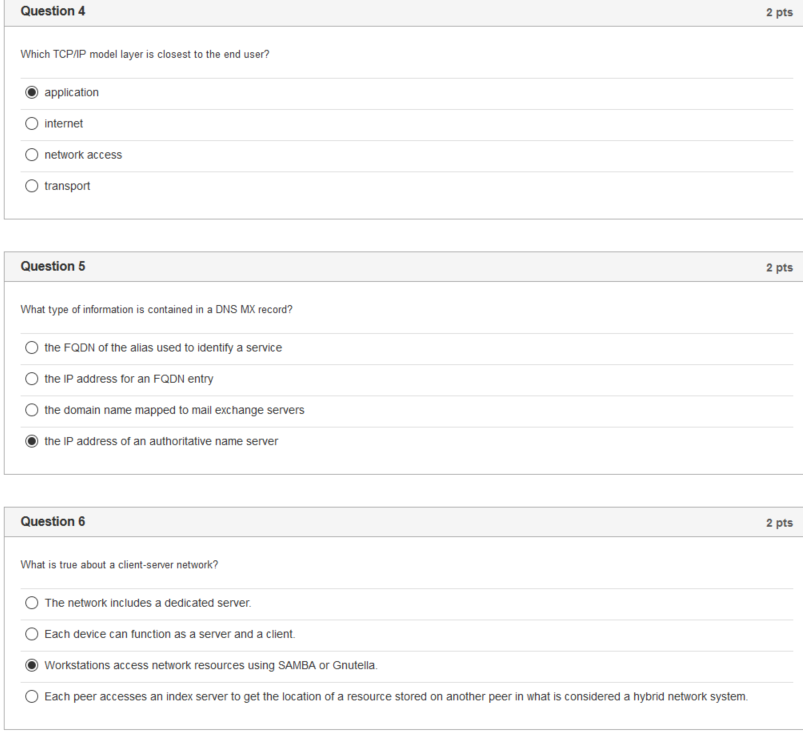 Question 4
2 pts
Which TCP/IP model layer is closest to the end user?
application
internet
network access
transport
Question 5
2 pts
What type of information is contained in a DNS MX record?
the FQDN of the alias used to identify a service
the IP address for an FQDN entry
the domain name mapped to mail exchange servers
the IP address of an authoritative name server
Question 6
2 pts
What is true about a client-server network?
The network includes a dedicated server.
Each device can function as a server and a client.
Workstations access network resources using SAMBA or Gnutella.
Each peer accesses an index server to get the location of a resource stored on another peer in what is considered a hybrid network system.